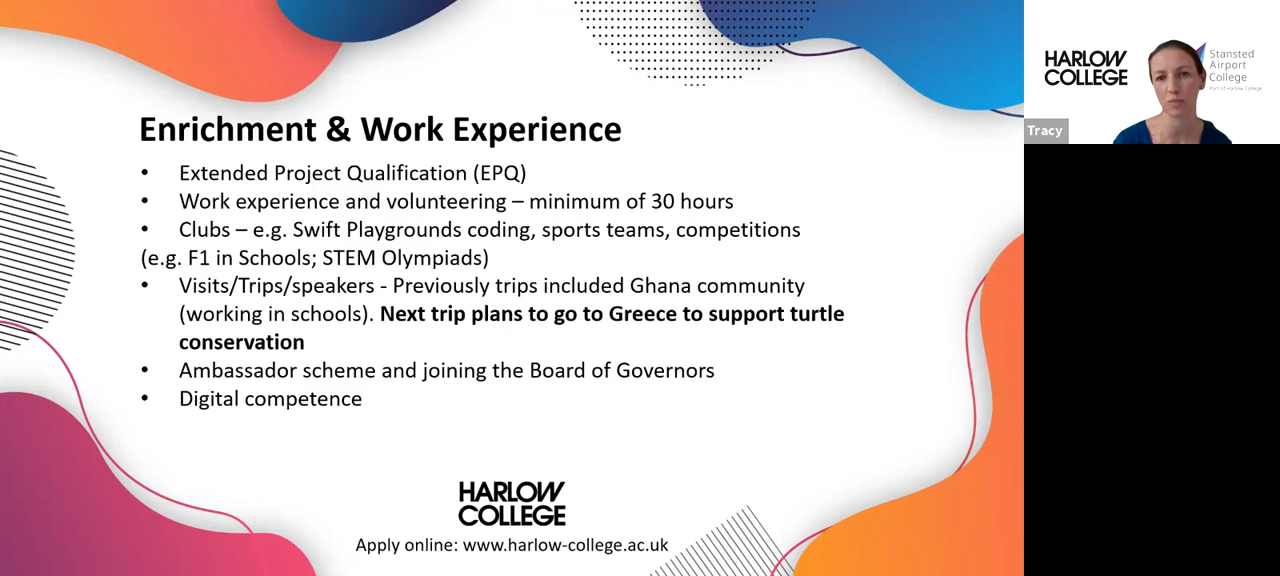 Enrichment & Work Experience
• Extended Project Qualification (EPQ)
• Work experience and volunteering – minimum of 30 hours
• Clubs – e.g. Swift Playgrounds coding, sports teams, competitions
(e.g. F1 in Schools; STEM Olympiads)
• Visits/Trips/speakers - Previously trips included Ghana community
(working in schools). Next trip plans to go to Greece to support turtle
conservation
• Ambassador scheme and joining the Board of Governors
• Digital competence
HARLOW
COLLEGE
Apply online: www.harlow-college.ac.uk
HARLOW
COLLEGE
Stansted
Airport
College
Part of Harlow College
Tracy